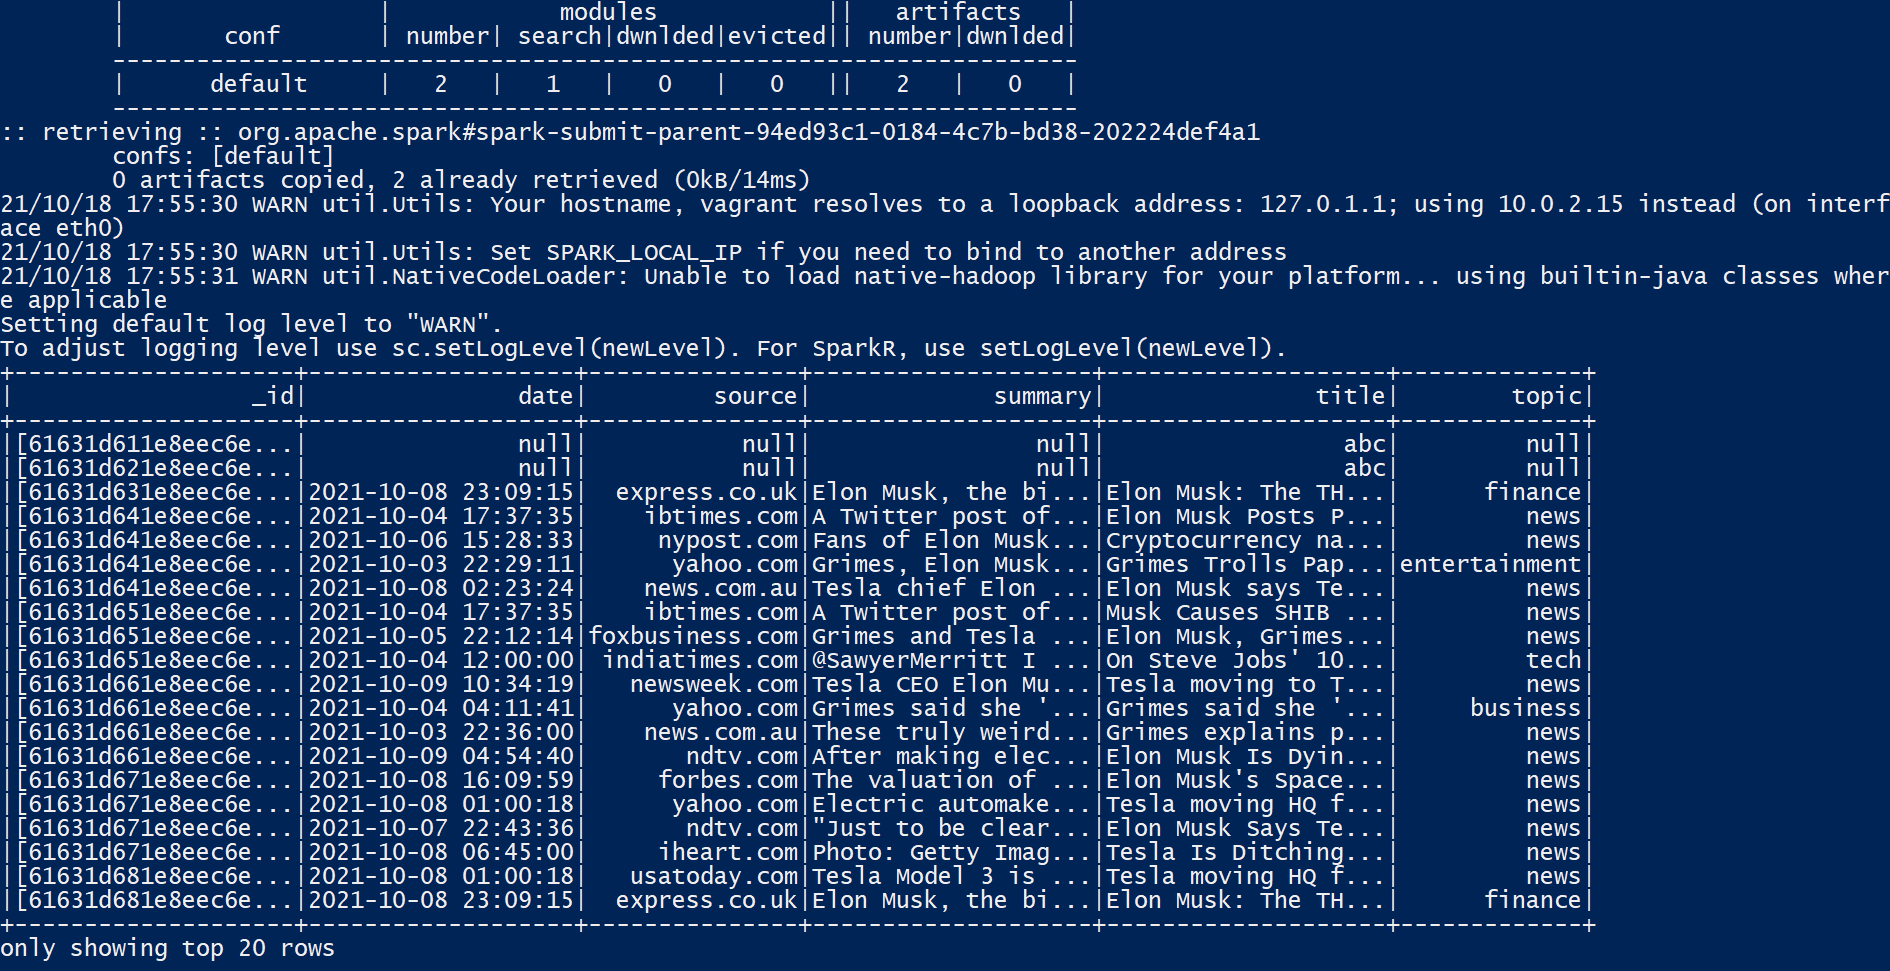 |                  |            modules            ||   artifacts   |
|       conf       | number| search|dwnlded|evicted|| number|dwnlded|
---------------------------------------------------------------------
|      default     |   2   |   1   |   0   |   0   ||   2   |   0   |
---------------------------------------------------------------------
:: retrieving :: org.apache.spark#spark-submit-parent-94ed93c1-0184-4c7b-bd38-202224def4a1
confs: [default]
0 artifacts copied, 2 already retrieved (0kB/14ms)
21/10/18 17:55:30 WARN util.Utils: Your hostname, vagrant resolves to a loopback address: 127.0.1.1; using 10.0.2.15 instead (on interf
ace eth0)
21/10/18 17:55:30 WARN util.Utils: Set SPARK_LOCAL_IP if you need to bind to another address
21/10/18 17:55:31 WARN util.NativeCodeLoader: Unable to load native-hadoop library for your platform... using builtin-java classes wher
e applicable
Setting default log level to "WARN".
To adjust logging level use sc.setLogLevel(newLevel). For SparkR, use setLogLevel(newLevel).
+--------------------+-------------------+---------------+--------------------+--------------------+-------------+
|                 _id|               date|         source|             summary|               title|        topic|
+--------------------+-------------------+---------------+--------------------+--------------------+-------------+
|[61631d611e8eec6e...|               null|           null|                null|                 abc|         null|
|[61631d621e8eec6e...|               null|           null|                null|                 abc|         null|
|[61631d631e8eec6e...|2021-10-08 23:09:15|  express.co.uk|Elon Musk, the bi...|Elon Musk: The TH...|      finance|
|[61631d641e8eec6e...|2021-10-04 17:37:35|    ibtimes.com|A Twitter post of...|Elon Musk Posts P...|         news|
|[61631d641e8eec6e...|2021-10-06 15:28:33|     nypost.com|Fans of Elon Musk...|Cryptocurrency na...|         news|
|[61631d641e8eec6e...|2021-10-03 22:29:11|      yahoo.com|Grimes, Elon Musk...|Grimes Trolls Pap...|entertainment|
|[61631d641e8eec6e...|2021-10-08 02:23:24|    news.com.au|Tesla chief Elon ...|Elon Musk says Te...|         news|
|[61631d651e8eec6e...|2021-10-04 17:37:35|    ibtimes.com|A Twitter post of...|Musk Causes SHIB ...|         news|
|[61631d651e8eec6e...|2021-10-05 22:12:14|foxbusiness.com|Grimes and Tesla ...|Elon Musk, Grimes...|         news|
|[61631d651e8eec6e...|2021-10-04 12:00:00| indiatimes.com|@SawyerMerritt I ...|On Steve Jobs' 10...|         tech|
|[61631d661e8eec6e...|2021-10-09 10:34:19|   newsweek.com|Tesla CEO Elon Mu...|Tesla moving to T...|         news|
|[61631d661e8eec6e...|2021-10-04 04:11:41|      yahoo.com|Grimes said she '...|Grimes said she '...|     business|
|[61631d661e8eec6e...|2021-10-03 22:36:00|    news.com.au|These truly weird...|Grimes explains p...|         news|
|[61631d661e8eec6e...|2021-10-09 04:54:40|       ndtv.com|After making elec...|Elon Musk Is Dyin...|         news|
|[61631d671e8eec6e...|2021-10-08 16:09:59|     forbes.com|The valuation of ...|Elon Musk's Space...|         news|
|[61631d671e8eec6e...|2021-10-08 01:00:18|      yahoo.com|Electric automake...|Tesla moving HQ f...|         news|
|[61631d671e8eec6e...|2021-10-07 22:43:36|       ndtv.com|"Just to be clear...|Elon Musk Says Te...|         news|
|[61631d671e8eec6e...|2021-10-08 06:45:00|     iheart.com|Photo: Getty Imag...|Tesla Is Ditching...|         news|
|[61631d681e8eec6e...|2021-10-08 01:00:18|   usatoday.com|Tesla Model 3 is ...|Tesla moving HQ f...|         news|
|[61631d681e8eec6e...|2021-10-08 23:09:15|  express.co.uk|Elon Musk, the bi...|Elon Musk: The TH...|      finance|
+--------------------+-------------------+---------------+--------------------+--------------------+-------------+
only showing top 20 rows